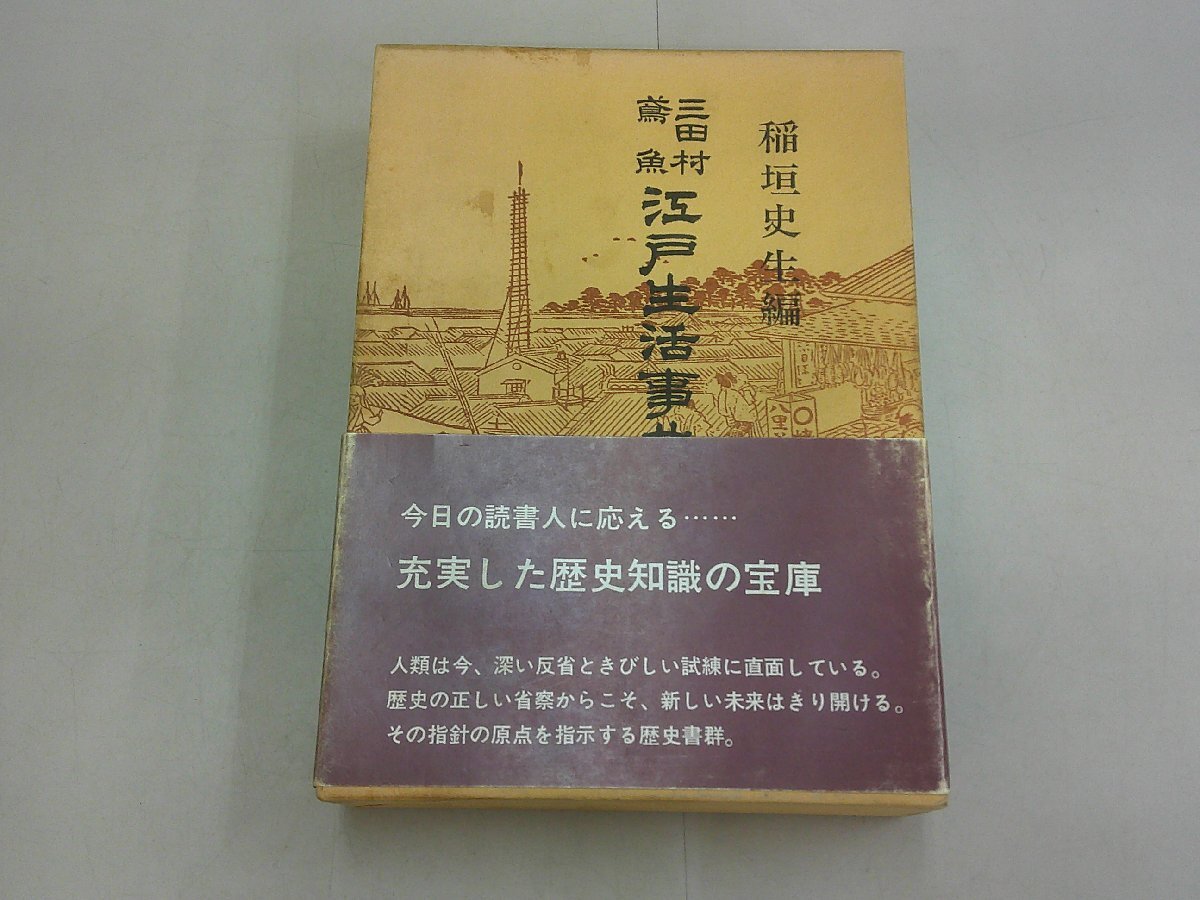 稲垣史生編
三田村
鳶魚
江戸生活事
八里
今日の読書人に応える……
充実した歴史知識の宝庫
人類は今、深い反省ときびしい試練に直面している。
歴史の正しい省察からこそ、新しい未来はきり開ける。
その指針の原点を指示する歴史書群。